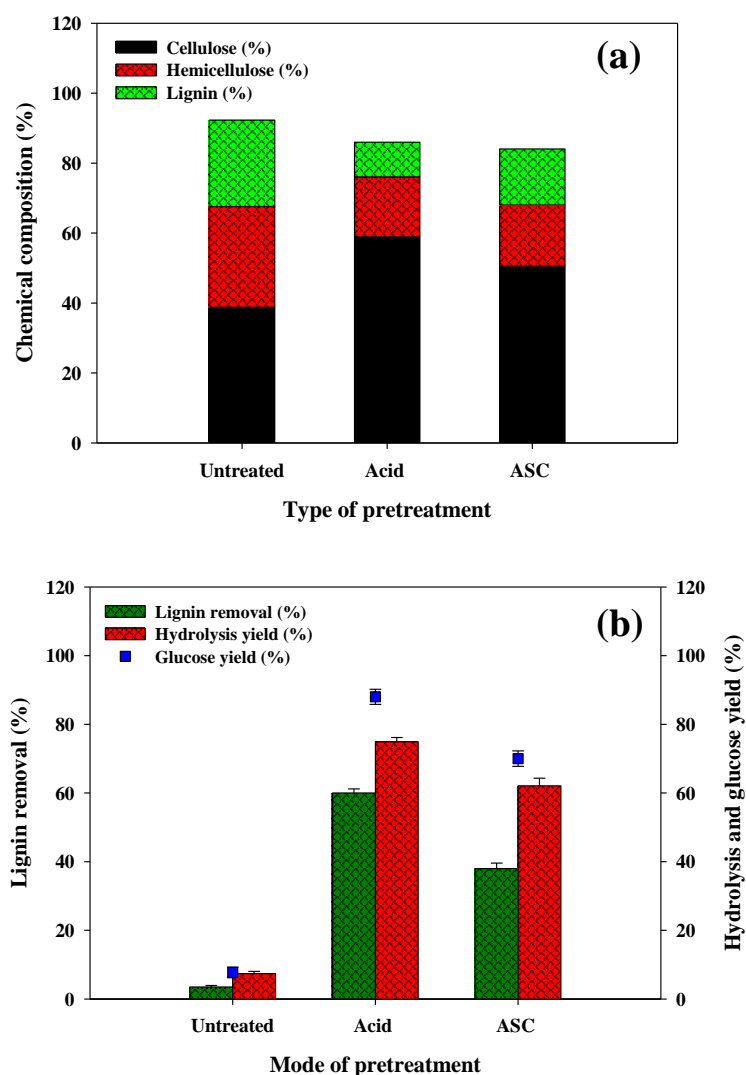 (a)
Cellulose (%)
Hemicellulose (%)
Lignin (%)
Chemical composition (%)
120
100
80
60
40
20
0
Untreated Acid ASC
Type of pretreatment
(b)
Lignin removal (%)
Hydrolysis yield (%)
Glucose yield (%)
Lignin removal (%)
120
100
80
60
40
20
0
Hydrolysis and glucose yield (%)
120
100
80
60
40
20
0
Untreated Acid ASC
Mode of pretreatment